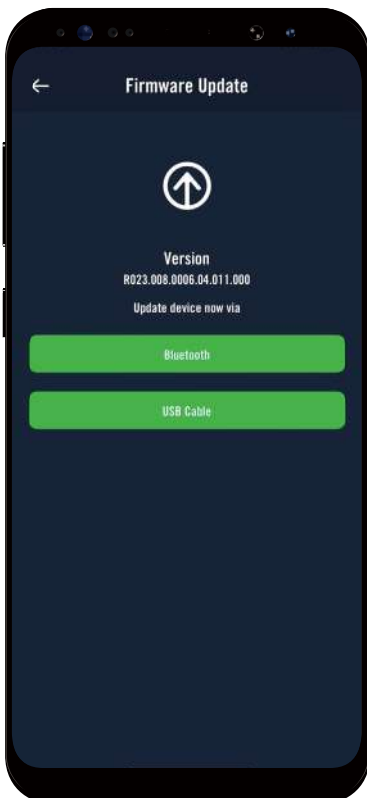 Firmware Update
Version
R023.008.0006.04.011.000
Update device now via
Bluetooth
USB Cable